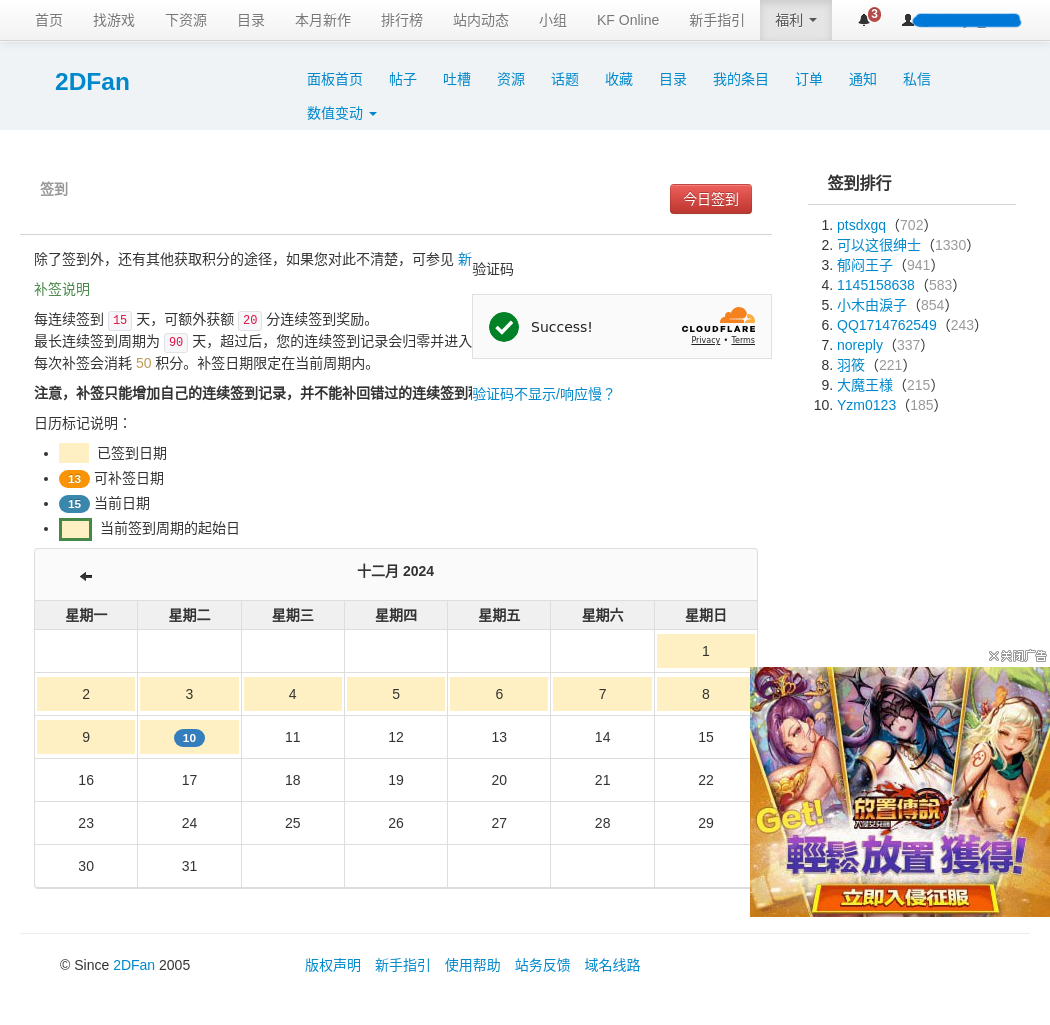 首页 找游戏 下资源 目录 本月新作 排行榜 站内动态 小组 KF Online 新手指引 福利 3
2DFan
面板首页 帖子 吐槽 资源 话题 收藏 目录 我的条目 订单 通知 私信
数值变动
签到
今日签到
除了签到外，还有其他获取积分的途径，如果您对此不清楚，可参见 新
补签说明
每连续签到 15 天，可额外获额 20 分连续签到奖励。
最长连续签到周期为 90 天，超过后，您的连续签到记录会归零并进入
每次补签会消耗 50 积分。补签日期限定在当前周期内。
注意，补签只能增加自己的连续签到记录，并不能补回错过的连续签到
日历标记说明：
已签到日期
13 可补签日期
15 当前日期
当前签到周期的起始日
验证码
Success!
CLOUDFLARE
Privacy • Terms
验证码不显示/响应慢？
签到排行
1. ptsdxgq（702）
2. 可以这很绅士（1330）
3. 郁闷王子（941）
4. 1145158638（583）
5. 小木由淚子（854）
6. QQ1714762549（243）
7. noreply（337）
8. 羽筱（221）
9. 大魔王様（215）
10. Yzm0123（185）
十二月 2024
星期一 星期二 星期三 星期四 星期五 星期六 星期日
1
2 3 4 5 6 7 8
9 10 11 12 13 14 15
16 17 18 19 20 21 22
23 24 25 26 27 28 29
30 31
关闭广告
放置傳說
Get!
輕鬆放置 獲得!
立即入侵征服
© Since 2DFan 2005
版权声明 新手指引 使用帮助 站务反馈 域名线路